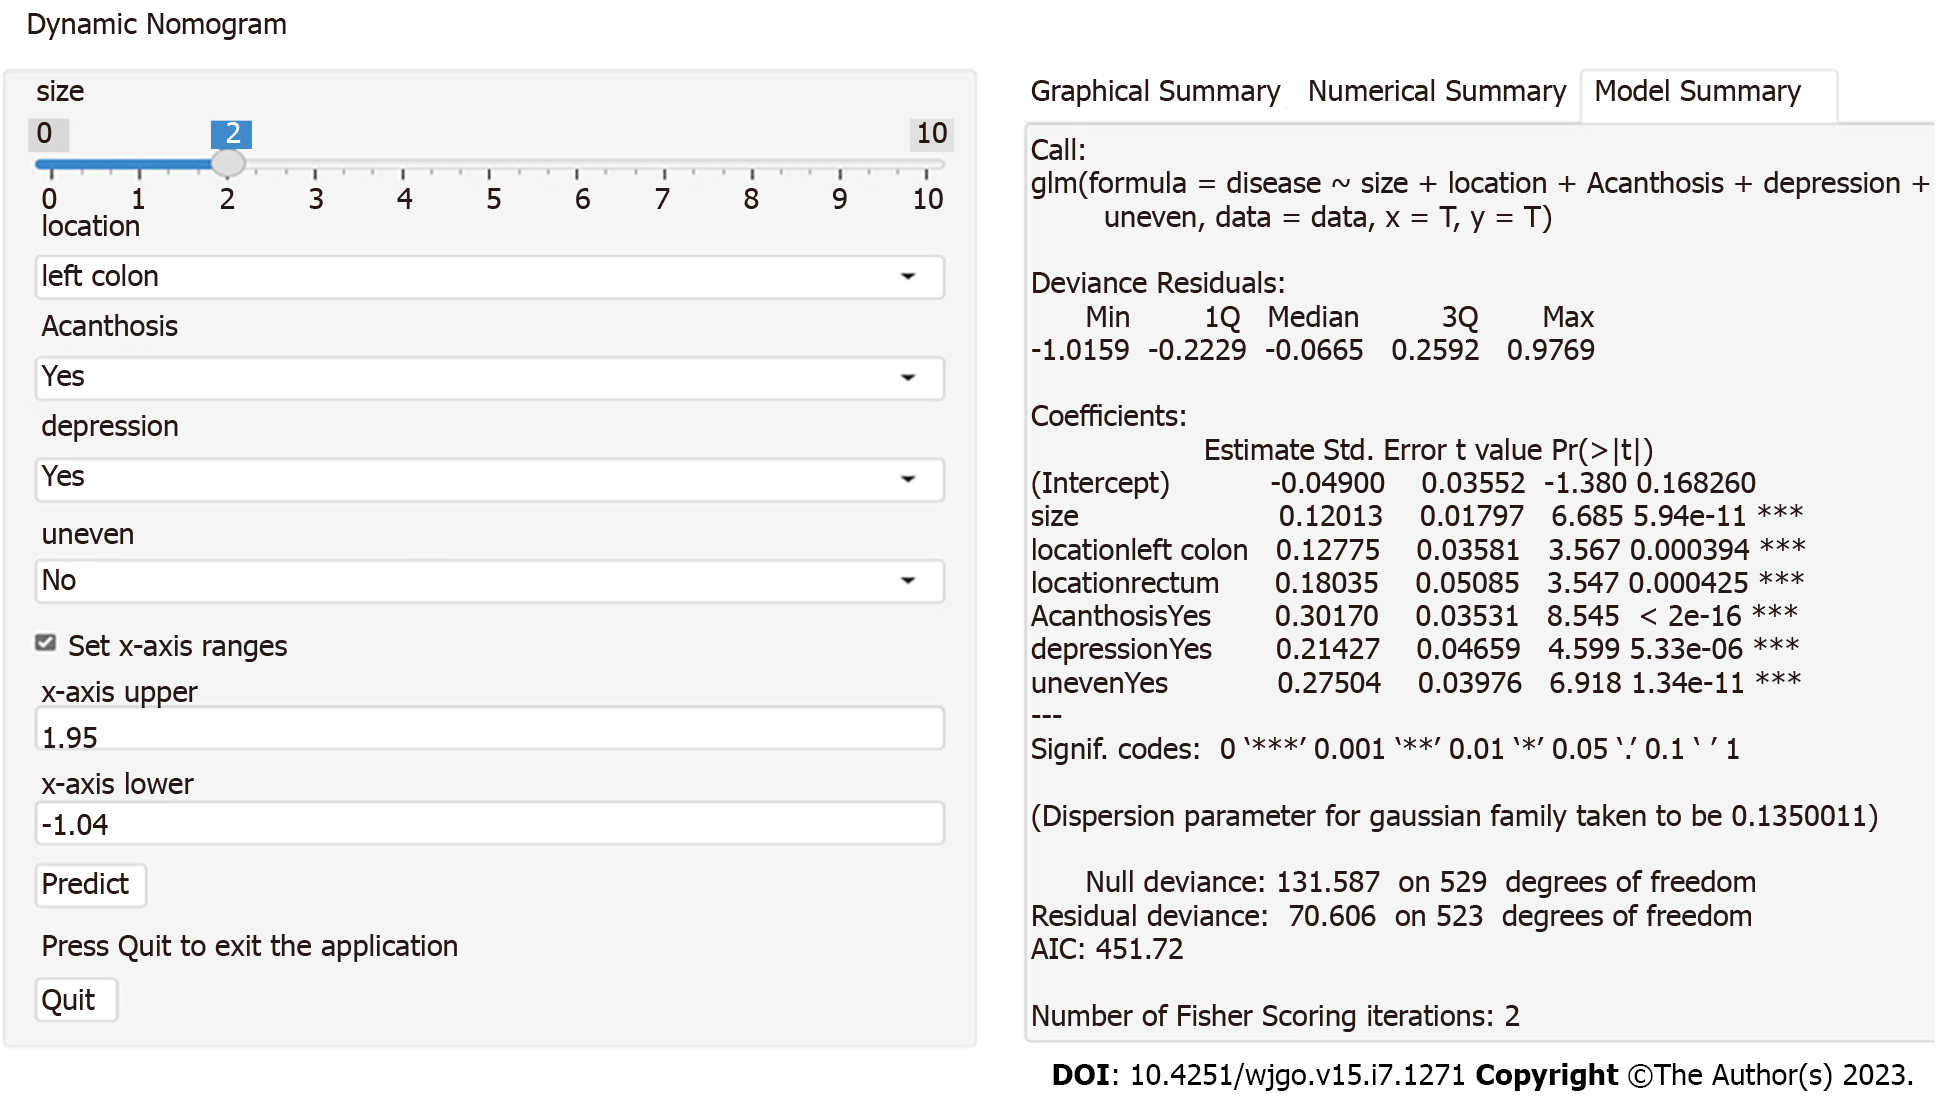 Dynamic Nomogram
size
0 2 10
0 1 2 3 4 5 6 7 8 9 10
location
left colon
Acanthosis
Yes
depression
Yes
uneven
No
Set x-axis ranges
x-axis upper
1.95
x-axis lower
-1.04
Predict
Press Quit to exit the application
Quit
Graphical Summary Numerical Summary Model Summary
Call:
glm(formula = disease ~ size + location + Acanthosis + depression +
uneven, data = data, x = T, y = T)
Deviance Residuals:
Min 1Q Median 3Q Max
-1.0159 -0.2229 -0.0665 0.2592 0.9769
Coefficients:
Estimate Std. Error t value Pr(>|t|)
(Intercept) -0.04900 0.03552 -1.380 0.168260
size 0.12013 0.01797 6.685 5.94e-11 ***
locationleft colon 0.12775 0.03581 3.567 0.000394 ***
locationrectum 0.18035 0.05085 3.547 0.000425 ***
AcanthosisYes 0.30170 0.03531 8.545 < 2e-16 ***
depressionYes 0.21427 0.04659 4.599 5.33e-06 ***
unevenYes 0.27504 0.03976 6.918 1.34e-11 ***
---
Signif. codes: 0 ‘***’ 0.001 ‘**’ 0.01 ‘*’ 0.05 ‘.’ 0.1 ‘ ’ 1
(Dispersion parameter for gaussian family taken to be 0.1350011)
Null deviance: 131.587 on 529 degrees of freedom
Residual deviance: 70.606 on 523 degrees of freedom
AIC: 451.72
Number of Fisher Scoring iterations: 2
DOI: 10.4251/wjgo.v15.i7.1271 Copyright ©The Author(s) 2023.